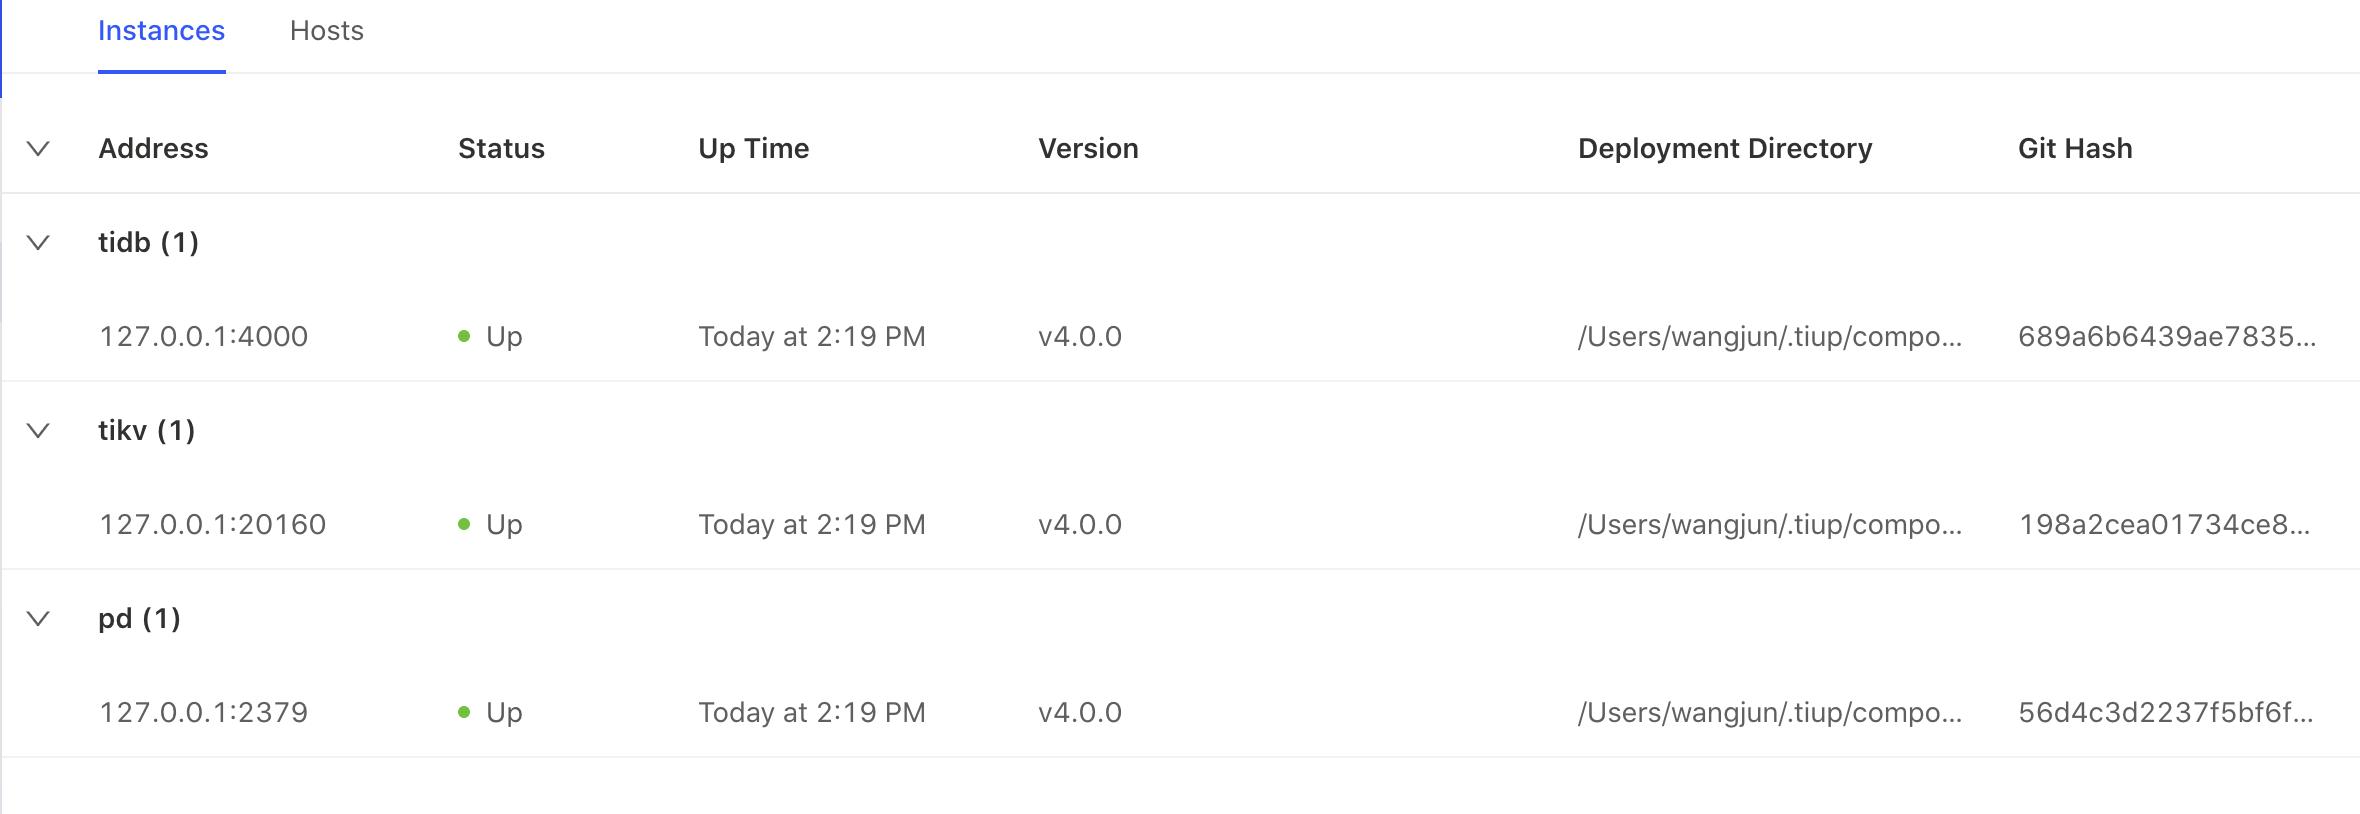 Instances Hosts
Address Status Up Time Version Deployment Directory Git Hash
tidb (1)
127.0.0.1:4000 Up Today at 2:19 PM v4.0.0 /Users/wangjun/.tiup/compo... 689a6b6439ae7835...
tikv (1)
127.0.0.1:20160 Up Today at 2:19 PM v4.0.0 /Users/wangjun/.tiup/compo... 198a2cea01734ce8...
pd (1)
127.0.0.1:2379 Up Today at 2:19 PM v4.0.0 /Users/wangjun/.tiup/compo... 56d4c3d2237f5bf6f...